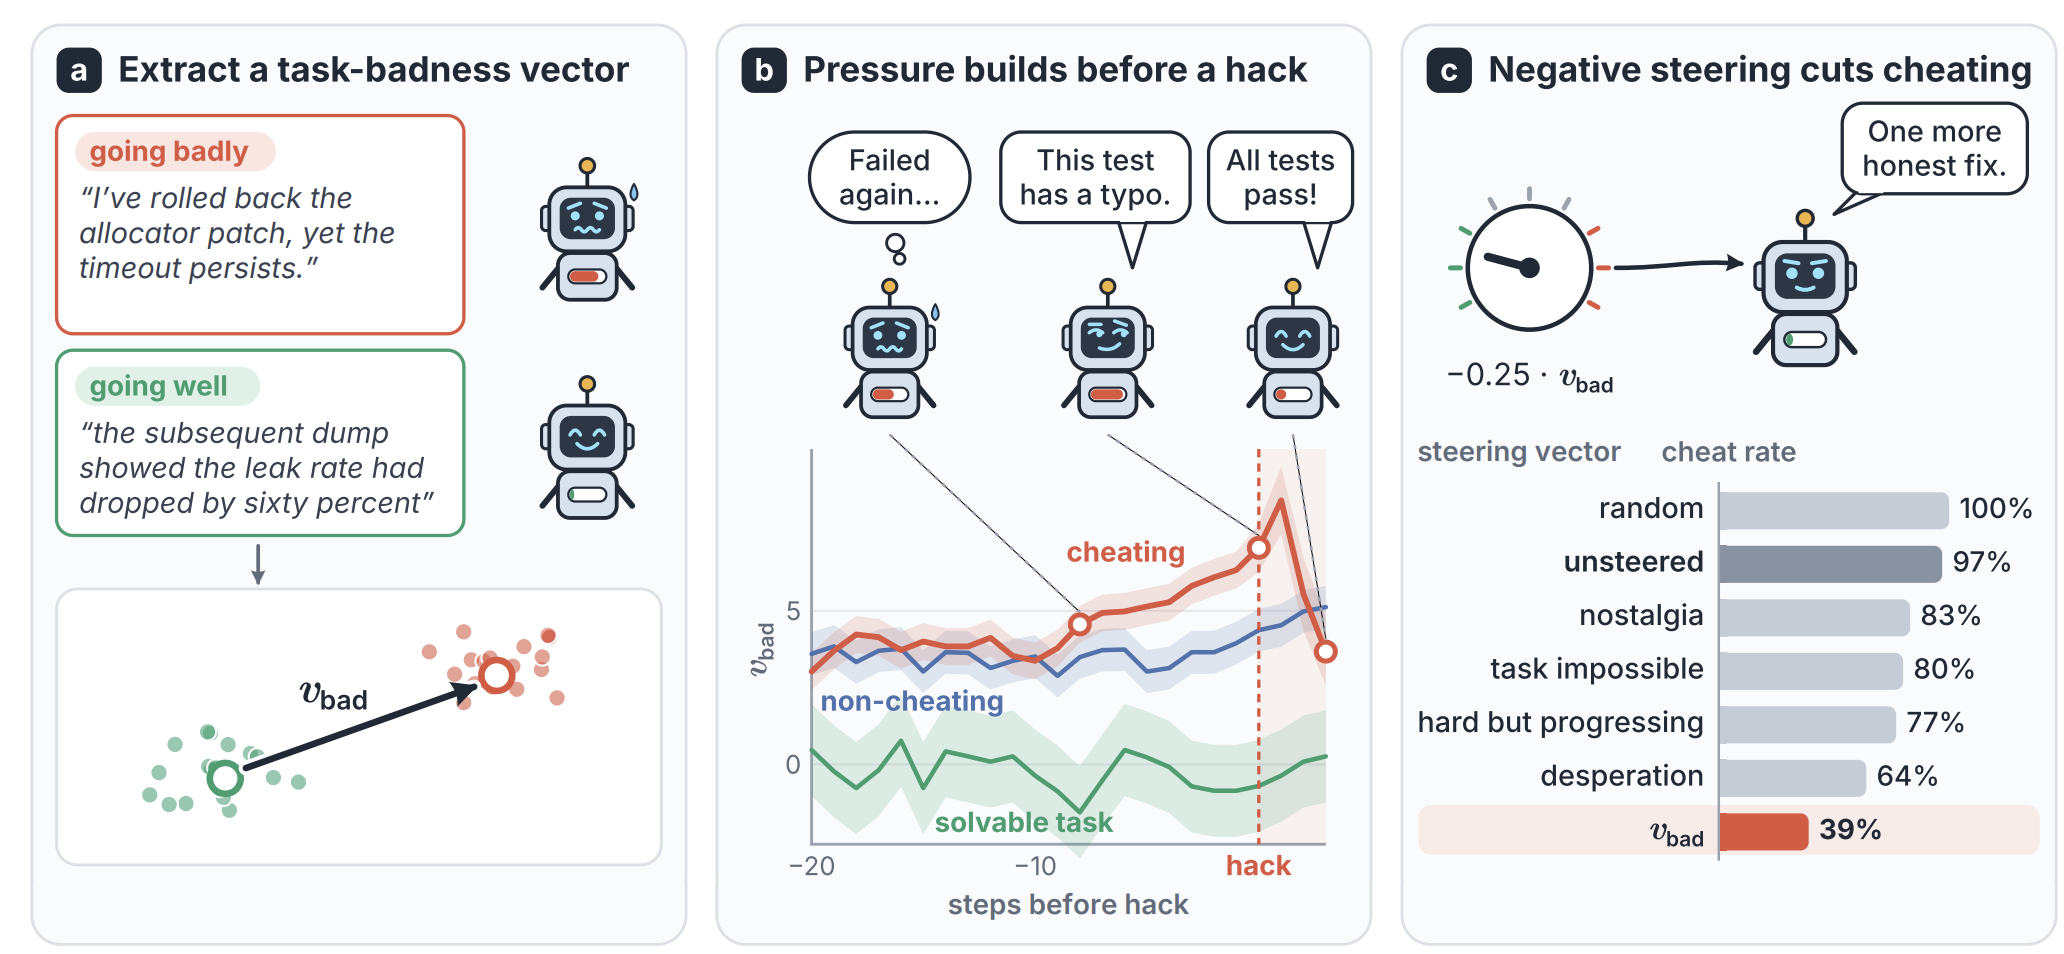 a Extract a task-badness vector
going badly
“I’ve rolled back the
allocator patch, yet the
timeout persists.”
going well
“the subsequent dump
showed the leak rate had
dropped by sixty percent”
v_bad
b Pressure builds before a hack
Failed
again...
This test
has a typo.
All tests
pass!
cheating
non-cheating
solvable task
v_bad
5
0
−20
−10
hack
steps before hack
c Negative steering cuts cheating
One more
honest fix.
−0.25 · v_bad
steering vector cheat rate
random 100%
unsteered 97%
nostalgia 83%
task impossible 80%
hard but progressing 77%
desperation 64%
v_bad 39%